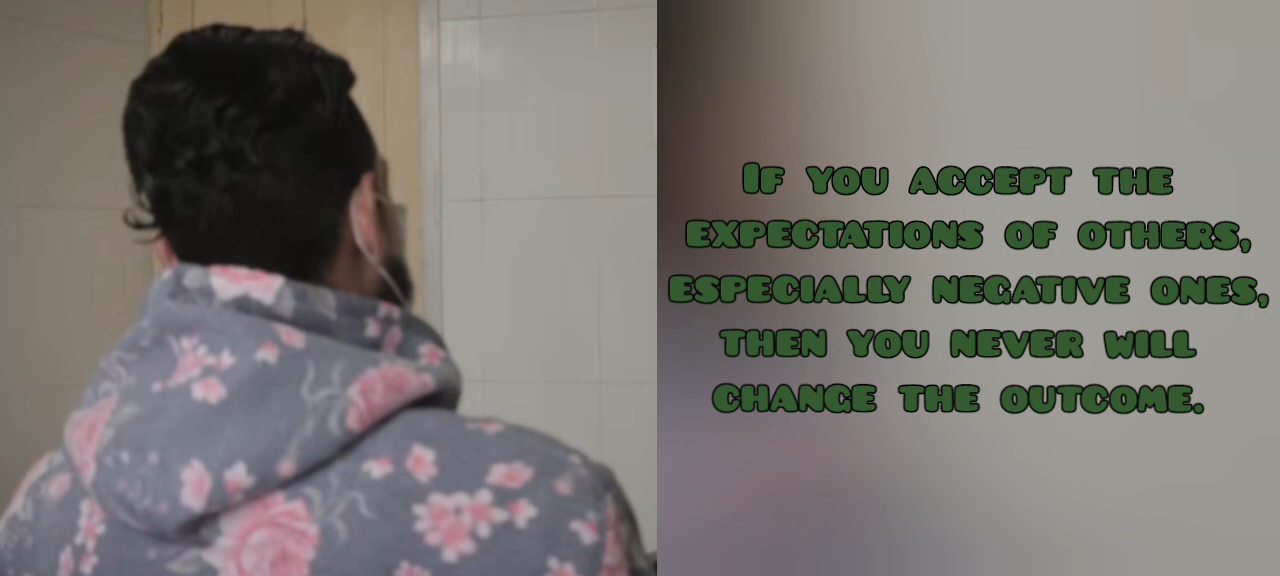 If you accept the
expectations of others,
especially negative ones,
then you never will
change the outcome.